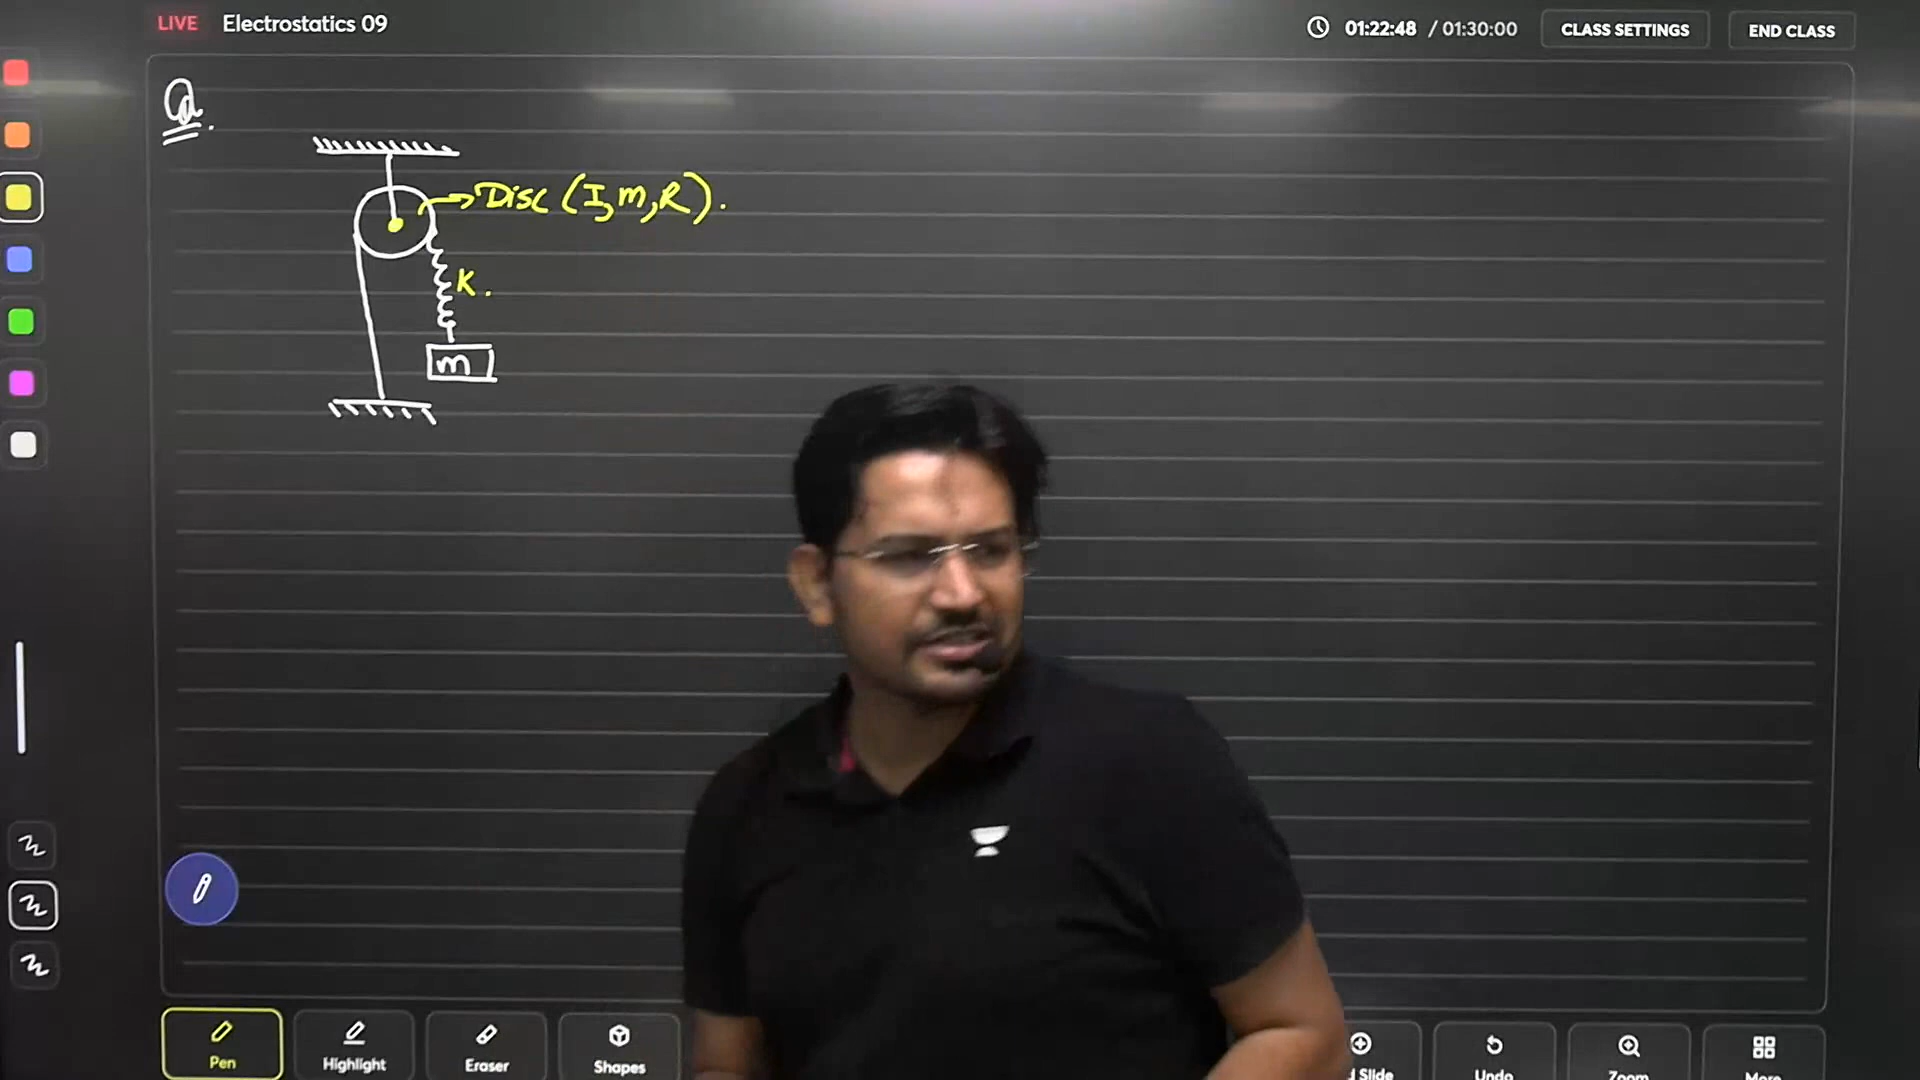 LIVE Electrostatics 09 01:22:48 / 01:30:00 CLASS SETTINGS END CLASS
Q.
Disc (I, m, R).
K.
m
Pen Highlight Eraser Shapes Slide Undo Zoom More